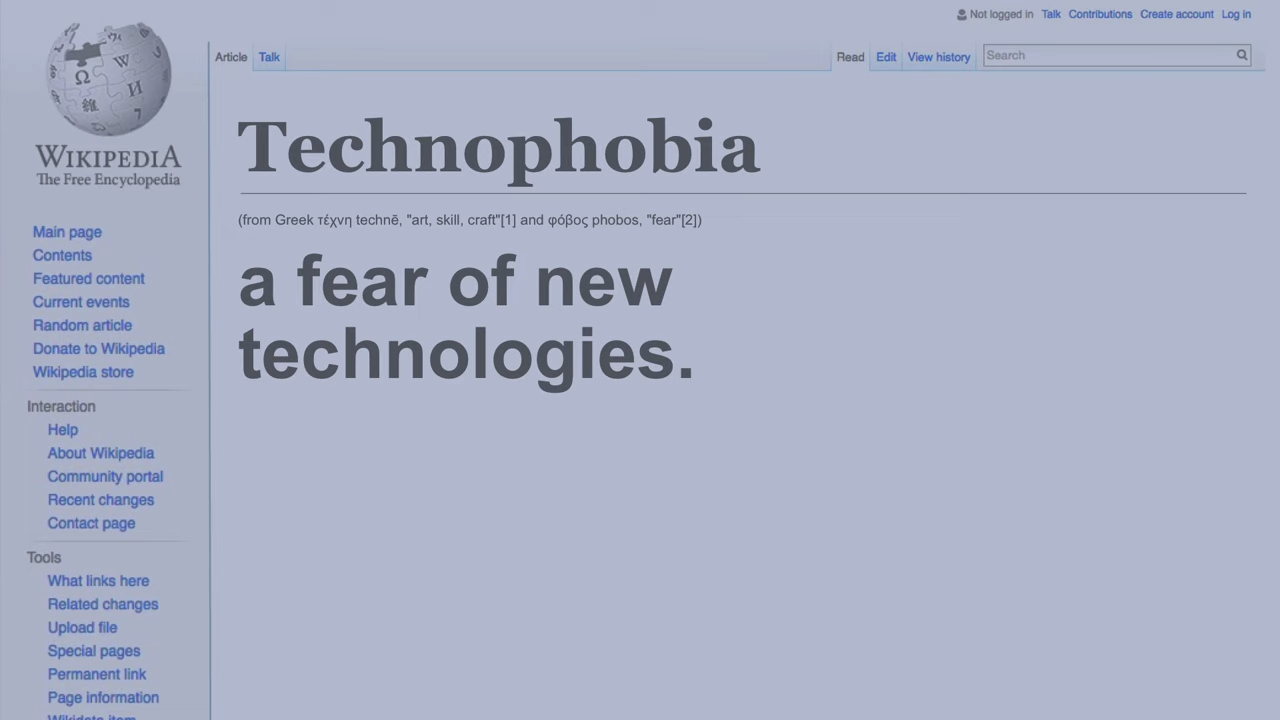 Not logged in Talk Contributions Create account Log in
Article Talk Read Edit View history Search
WIKIPEDIA
The Free Encyclopedia
Technophobia
(from Greek τέχνη technē, "art, skill, craft"[1] and φόβος phobos, "fear"[2])
a fear of new
technologies.
Main page
Contents
Featured content
Current events
Random article
Donate to Wikipedia
Wikipedia store
Interaction
Help
About Wikipedia
Community portal
Recent changes
Contact page
Tools
What links here
Related changes
Upload file
Special pages
Permanent link
Page information
Wikidata item